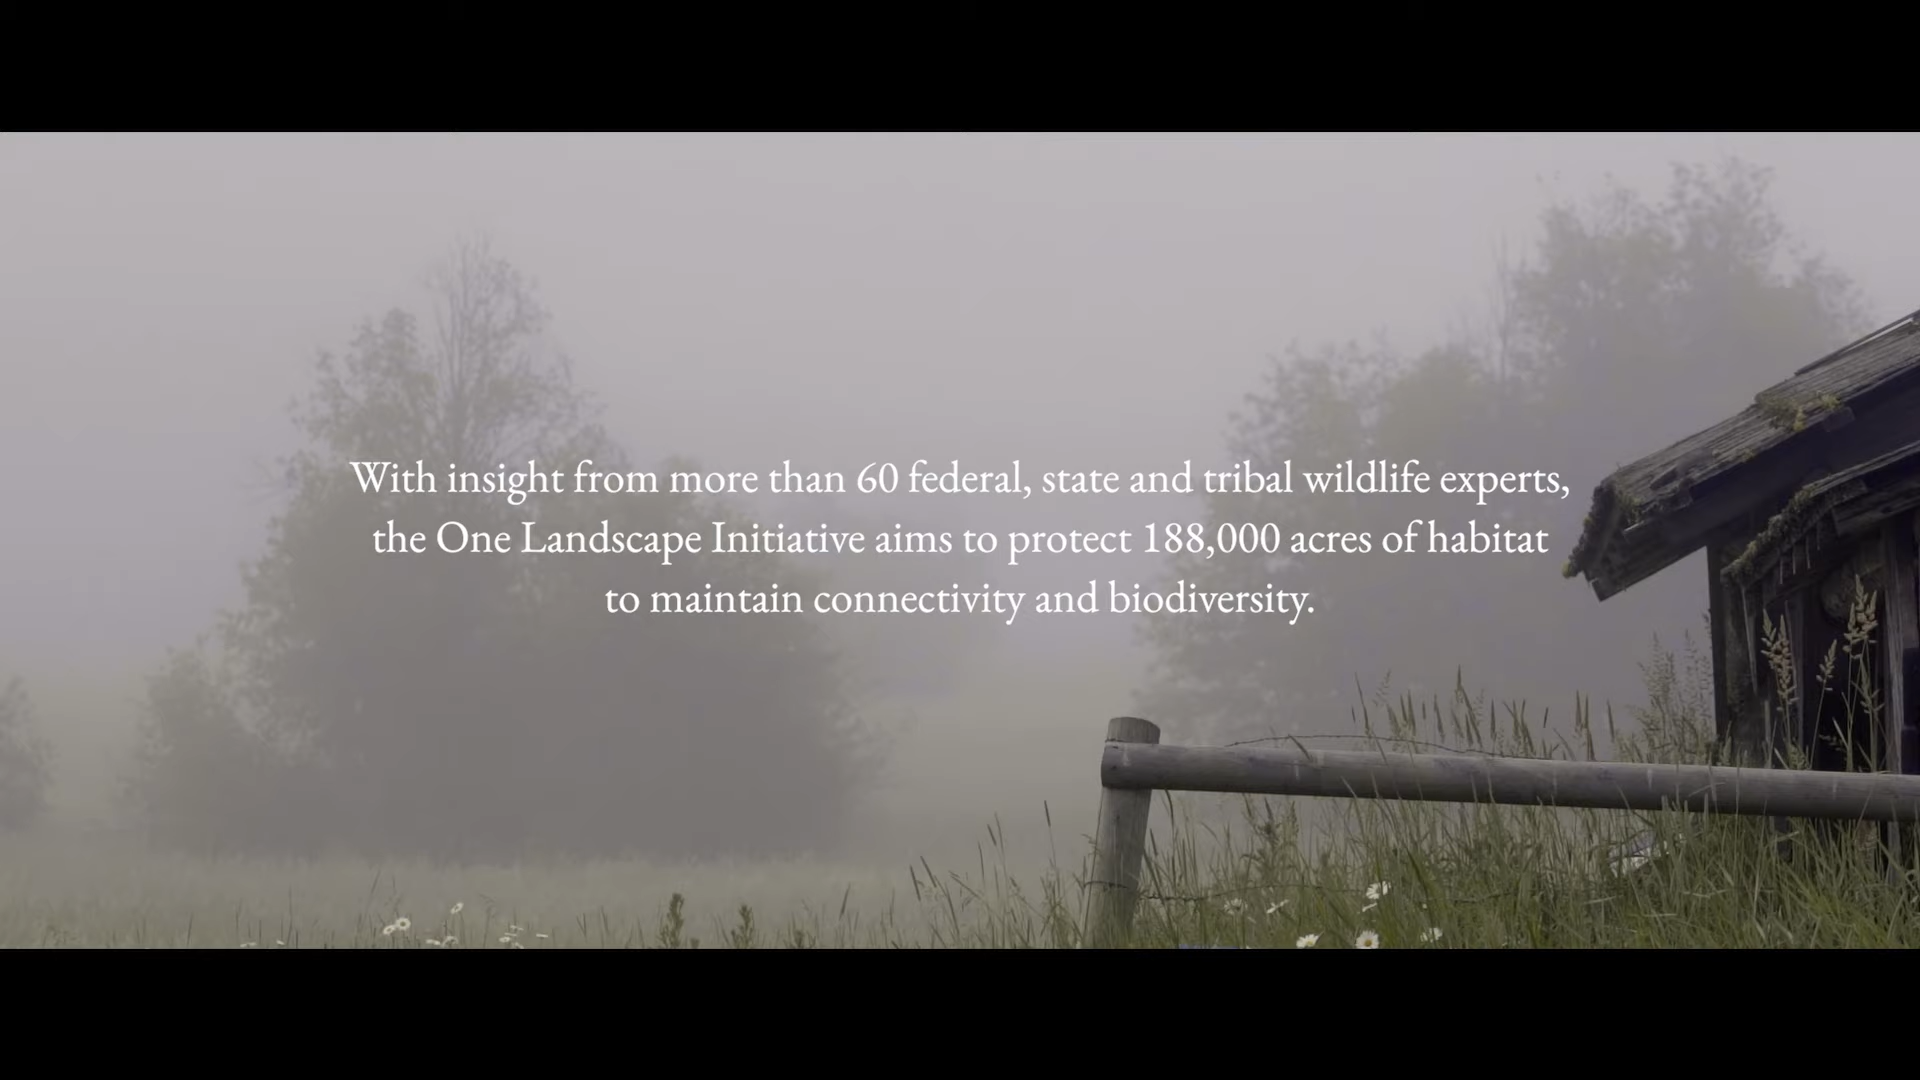 With insight from more than 60 federal, state and tribal wildlife experts,
the One Landscape Initiative aims to protect 188,000 acres of habitat
to maintain connectivity and biodiversity.